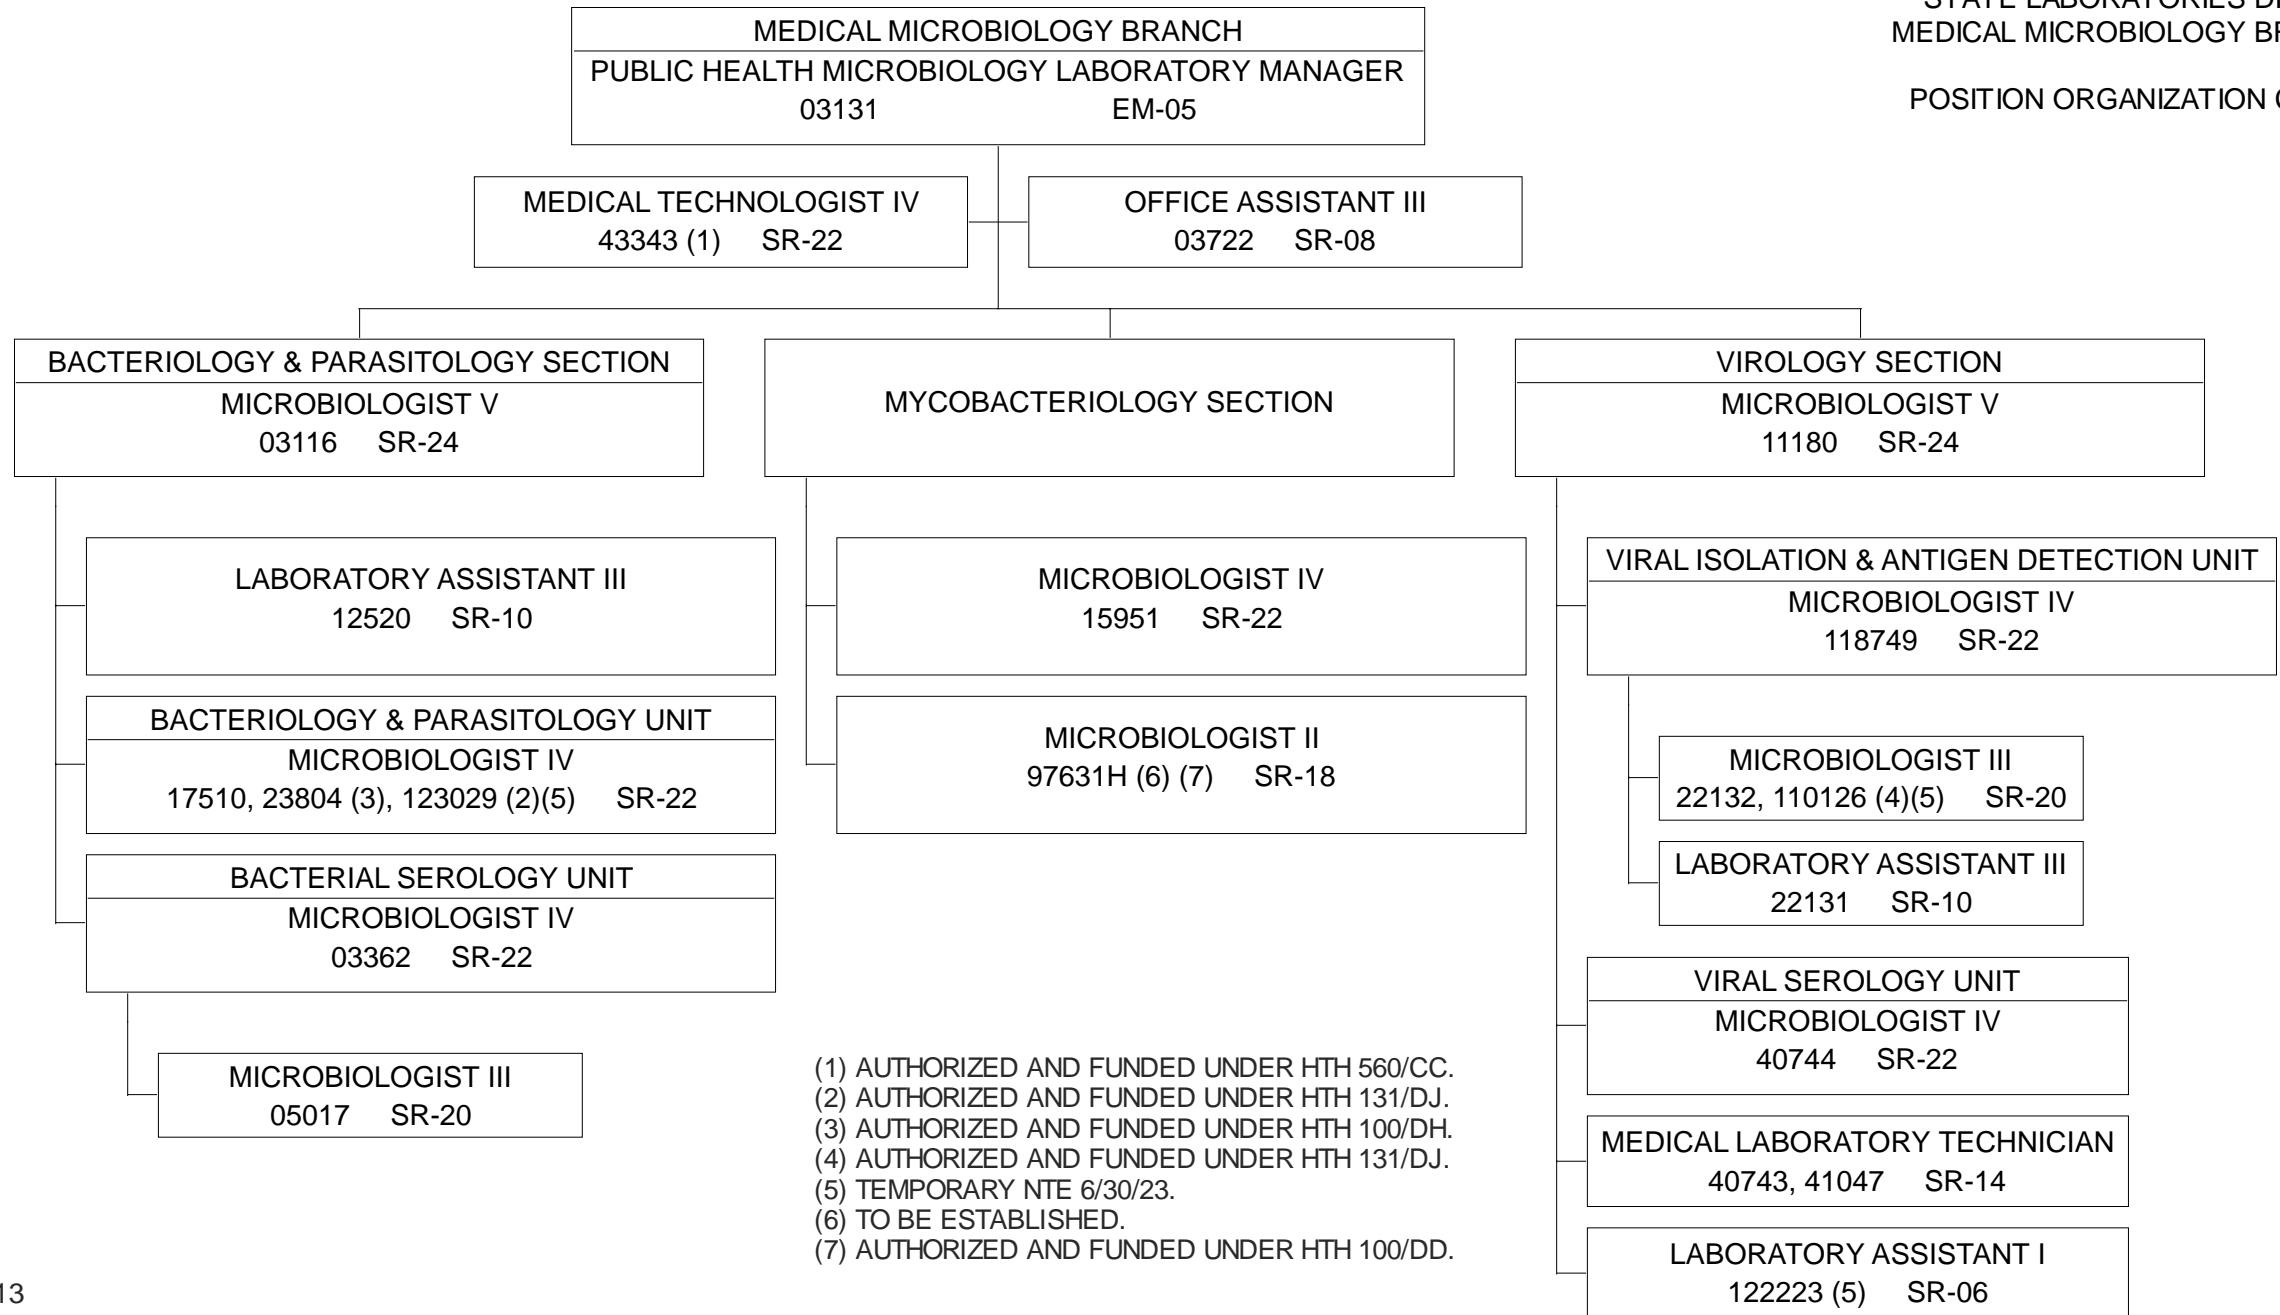 STATE LABORATORIES
MEDICAL MICROBIOLOGY
POSITION ORGANIZATION
MEDICAL MICROBIOLOGY BRANCH
PUBLIC HEALTH MICROBIOLOGY LABORATORY MANAGER
03131 EM-05
MEDICAL TECHNOLOGIST IV
43343 (1) SR-22
OFFICE ASSISTANT III
03722 SR-08
BACTERIOLOGY & PARASITOLOGY SECTION
MICROBIOLOGIST V
03116 SR-24
LABORATORY ASSISTANT III
12520 SR-10
BACTERIOLOGY & PARASITOLOGY UNIT
MICROBIOLOGIST IV
17510, 23804 (3), 123029 (2)(5) SR-22
BACTERIAL SEROLOGY UNIT
MICROBIOLOGIST IV
03362 SR-22
MICROBIOLOGIST III
05017 SR-20
MYCOBACTERIOLOGY SECTION
MICROBIOLOGIST IV
15951 SR-22
MICROBIOLOGIST II
97631H (6) (7) SR-18
VIROLOGY SECTION
MICROBIOLOGIST V
11180 SR-24
VIRAL ISOLATION & ANTIGEN DETECTION UNIT
MICROBIOLOGIST IV
118749 SR-22
MICROBIOLOGIST III
22132, 110126 (4)(5) SR-20
LABORATORY ASSISTANT III
22131 SR-10
VIRAL SEROLOGY UNIT
MICROBIOLOGIST IV
40744 SR-22
MEDICAL LABORATORY TECHNICIAN
40743, 41047 SR-14
LABORATORY ASSISTANT I
122223 (5) SR-06
(1) AUTHORIZED AND FUNDED UNDER HTH 560/CC.
(2) AUTHORIZED AND FUNDED UNDER HTH 131/DJ.
(3) AUTHORIZED AND FUNDED UNDER HTH 100/DH.
(4) AUTHORIZED AND FUNDED UNDER HTH 131/DJ.
(5) TEMPORARY NTE 6/30/23.
(6) TO BE ESTABLISHED.
(7) AUTHORIZED AND FUNDED UNDER HTH 100/DD.
13